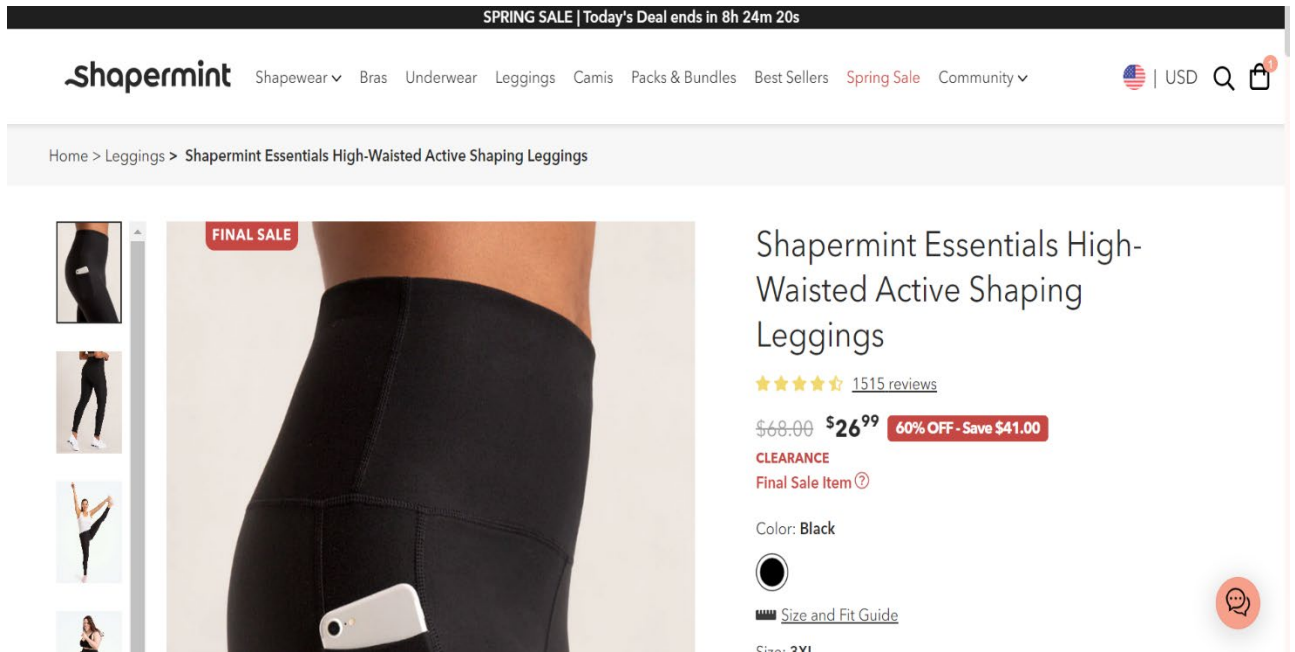 SPRING SALE | Today's Deal ends in 8h 24m 20s
Shapermint
Shapewear Bras Underwear Leggings Camis Packs & Bundles Best Sellers Spring Sale Community | USD 1
Home > Leggings > Shapermint Essentials High-Waisted Active Shaping Leggings
FINAL SALE
Shapermint Essentials High-
Waisted Active Shaping
Leggings
1515 reviews
$68.00 $26.99 60% OFF - Save $41.00
CLEARANCE
Final Sale Item ?
Color: Black
Size and Fit Guide
Size: 3XL